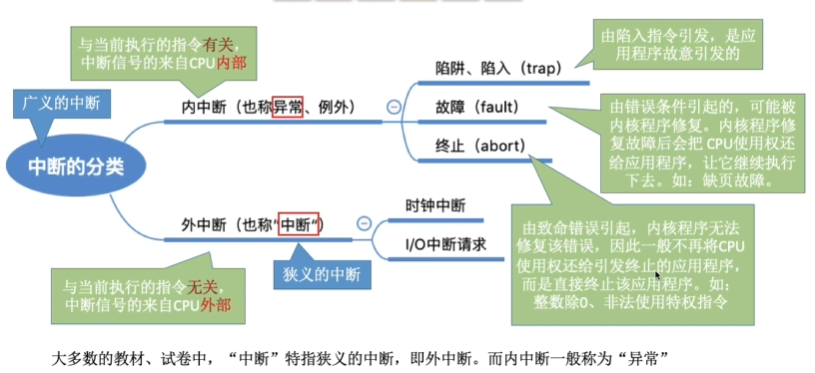 与当前执行的指令有关，
中断信号的来自CPU内部
由陷入指令引发，是应
用程序故意引发的
广义的中断
中断的分类
内中断（也称异常、例外）
陷阱、陷入（trap）
故障（fault）
终止（abort）
由错误条件引起的，可能被
内核程序修复。内核程序修
复故障后会把 CPU使用权还
给应用程序，让它继续执行
下去。如：缺页故障。
外中断（也称“中断“）
时钟中断
I/O中断请求
狭义的中断
与当前执行的指令无关，
中断信号的来自CPU外部
由致命错误引起，内核程序无法
修复该错误，因此一般不再将CPU
使用权还给引发终止的应用程序，
而是直接终止该应用程序。如：
整数除0、非法使用特权指令
大多数的教材、试卷中，“中断”特指狭义的中断，即外中断。而内中断一般称为“异常”